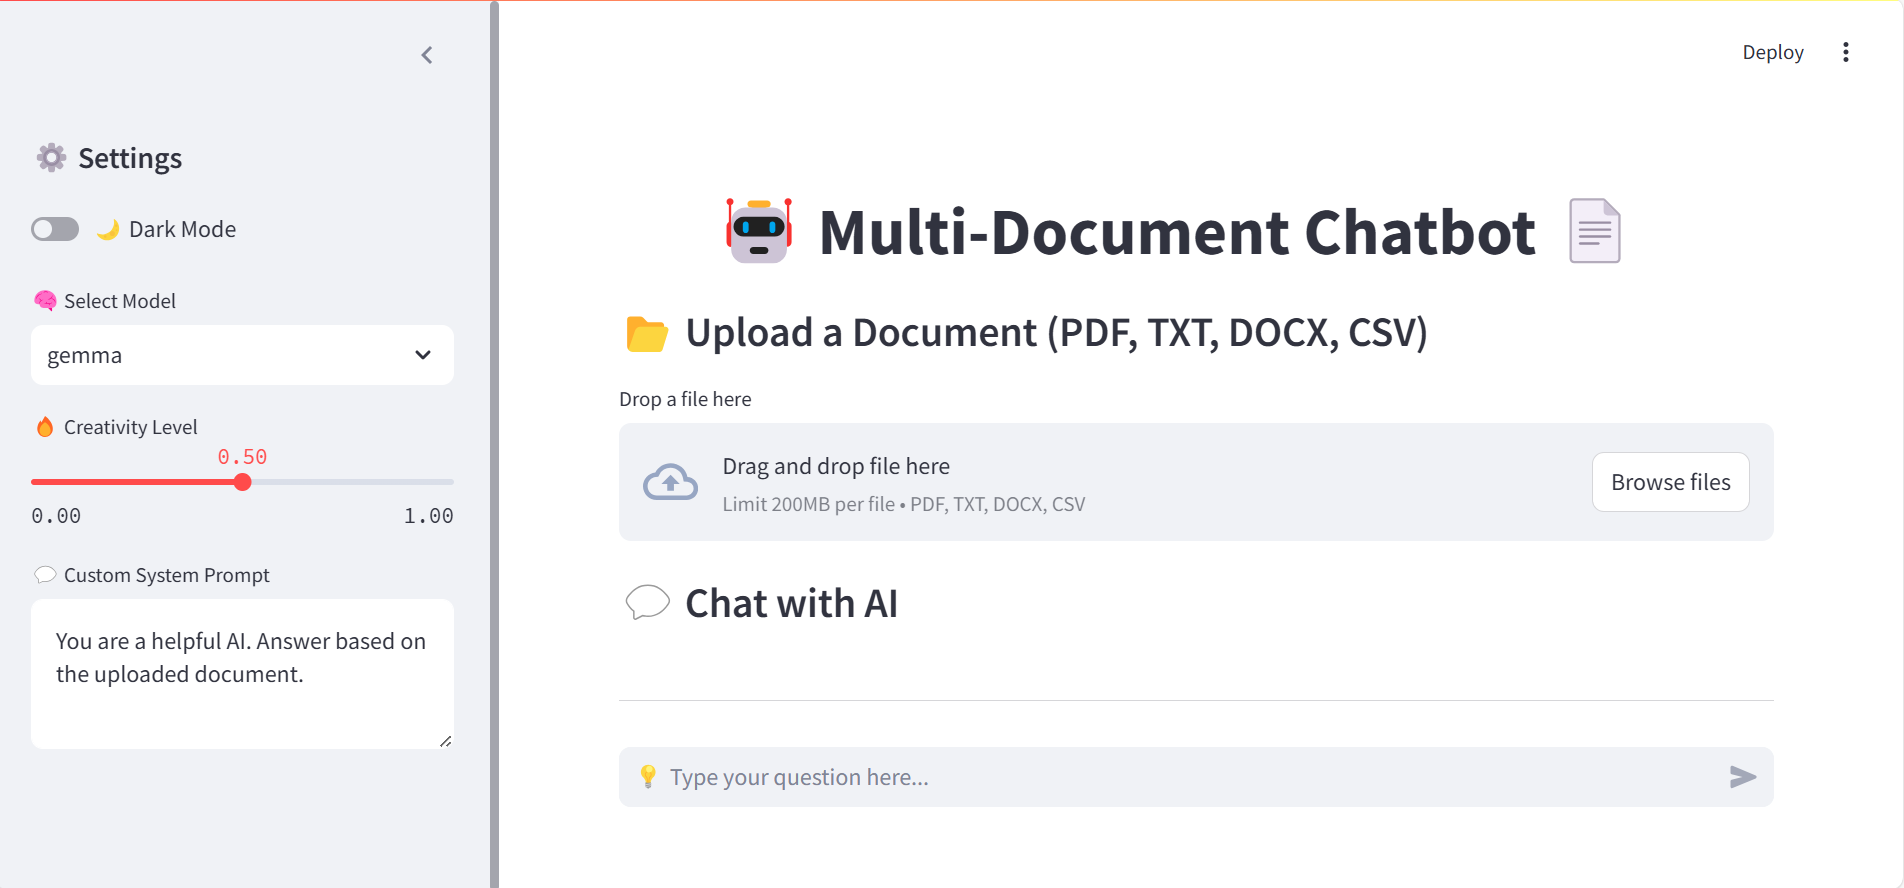 Settings
Dark Mode
Select Model
gemma
Creativity Level
0.50
0.00 1.00
Custom System Prompt
You are a helpful AI. Answer based on
the uploaded document.
Deploy
Multi-Document Chatbot
Upload a Document (PDF, TXT, DOCX, CSV)
Drop a file here
Drag and drop file here
Limit 200MB per file • PDF, TXT, DOCX, CSV
Browse files
Chat with AI
Type your question here...